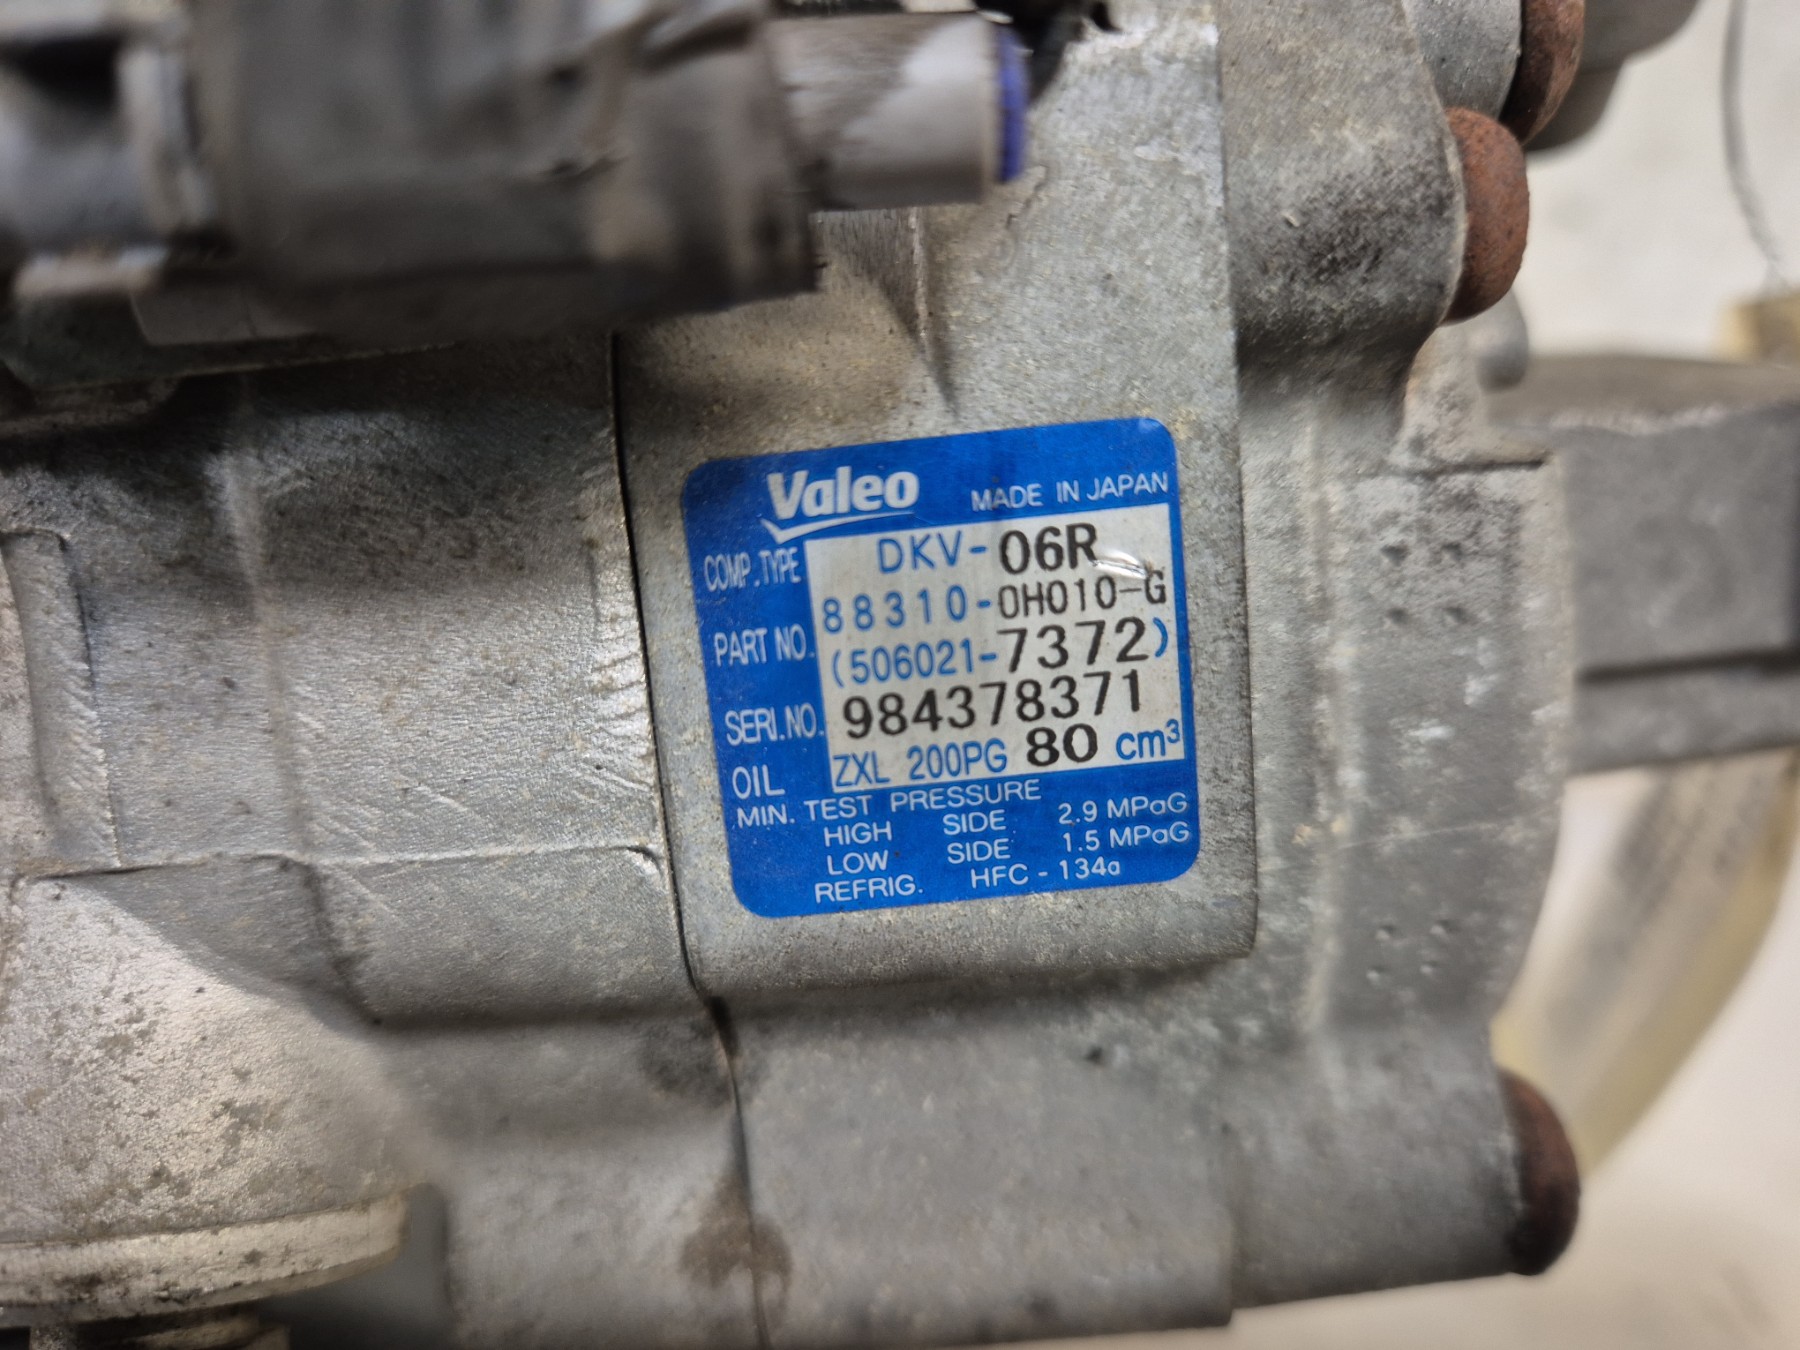 Valeo MADE IN JAPAN
COMP.TYPE DKV-06R
88310-0H010-G
PART NO. (506021-7372)
SERI.NO. 984378371
OIL ZXL 200PG 80 cm³
MIN. TEST PRESSURE
HIGH SIDE 2.9 MPaG
LOW SIDE 1.5 MPaG
REFRIG. HFC-134a